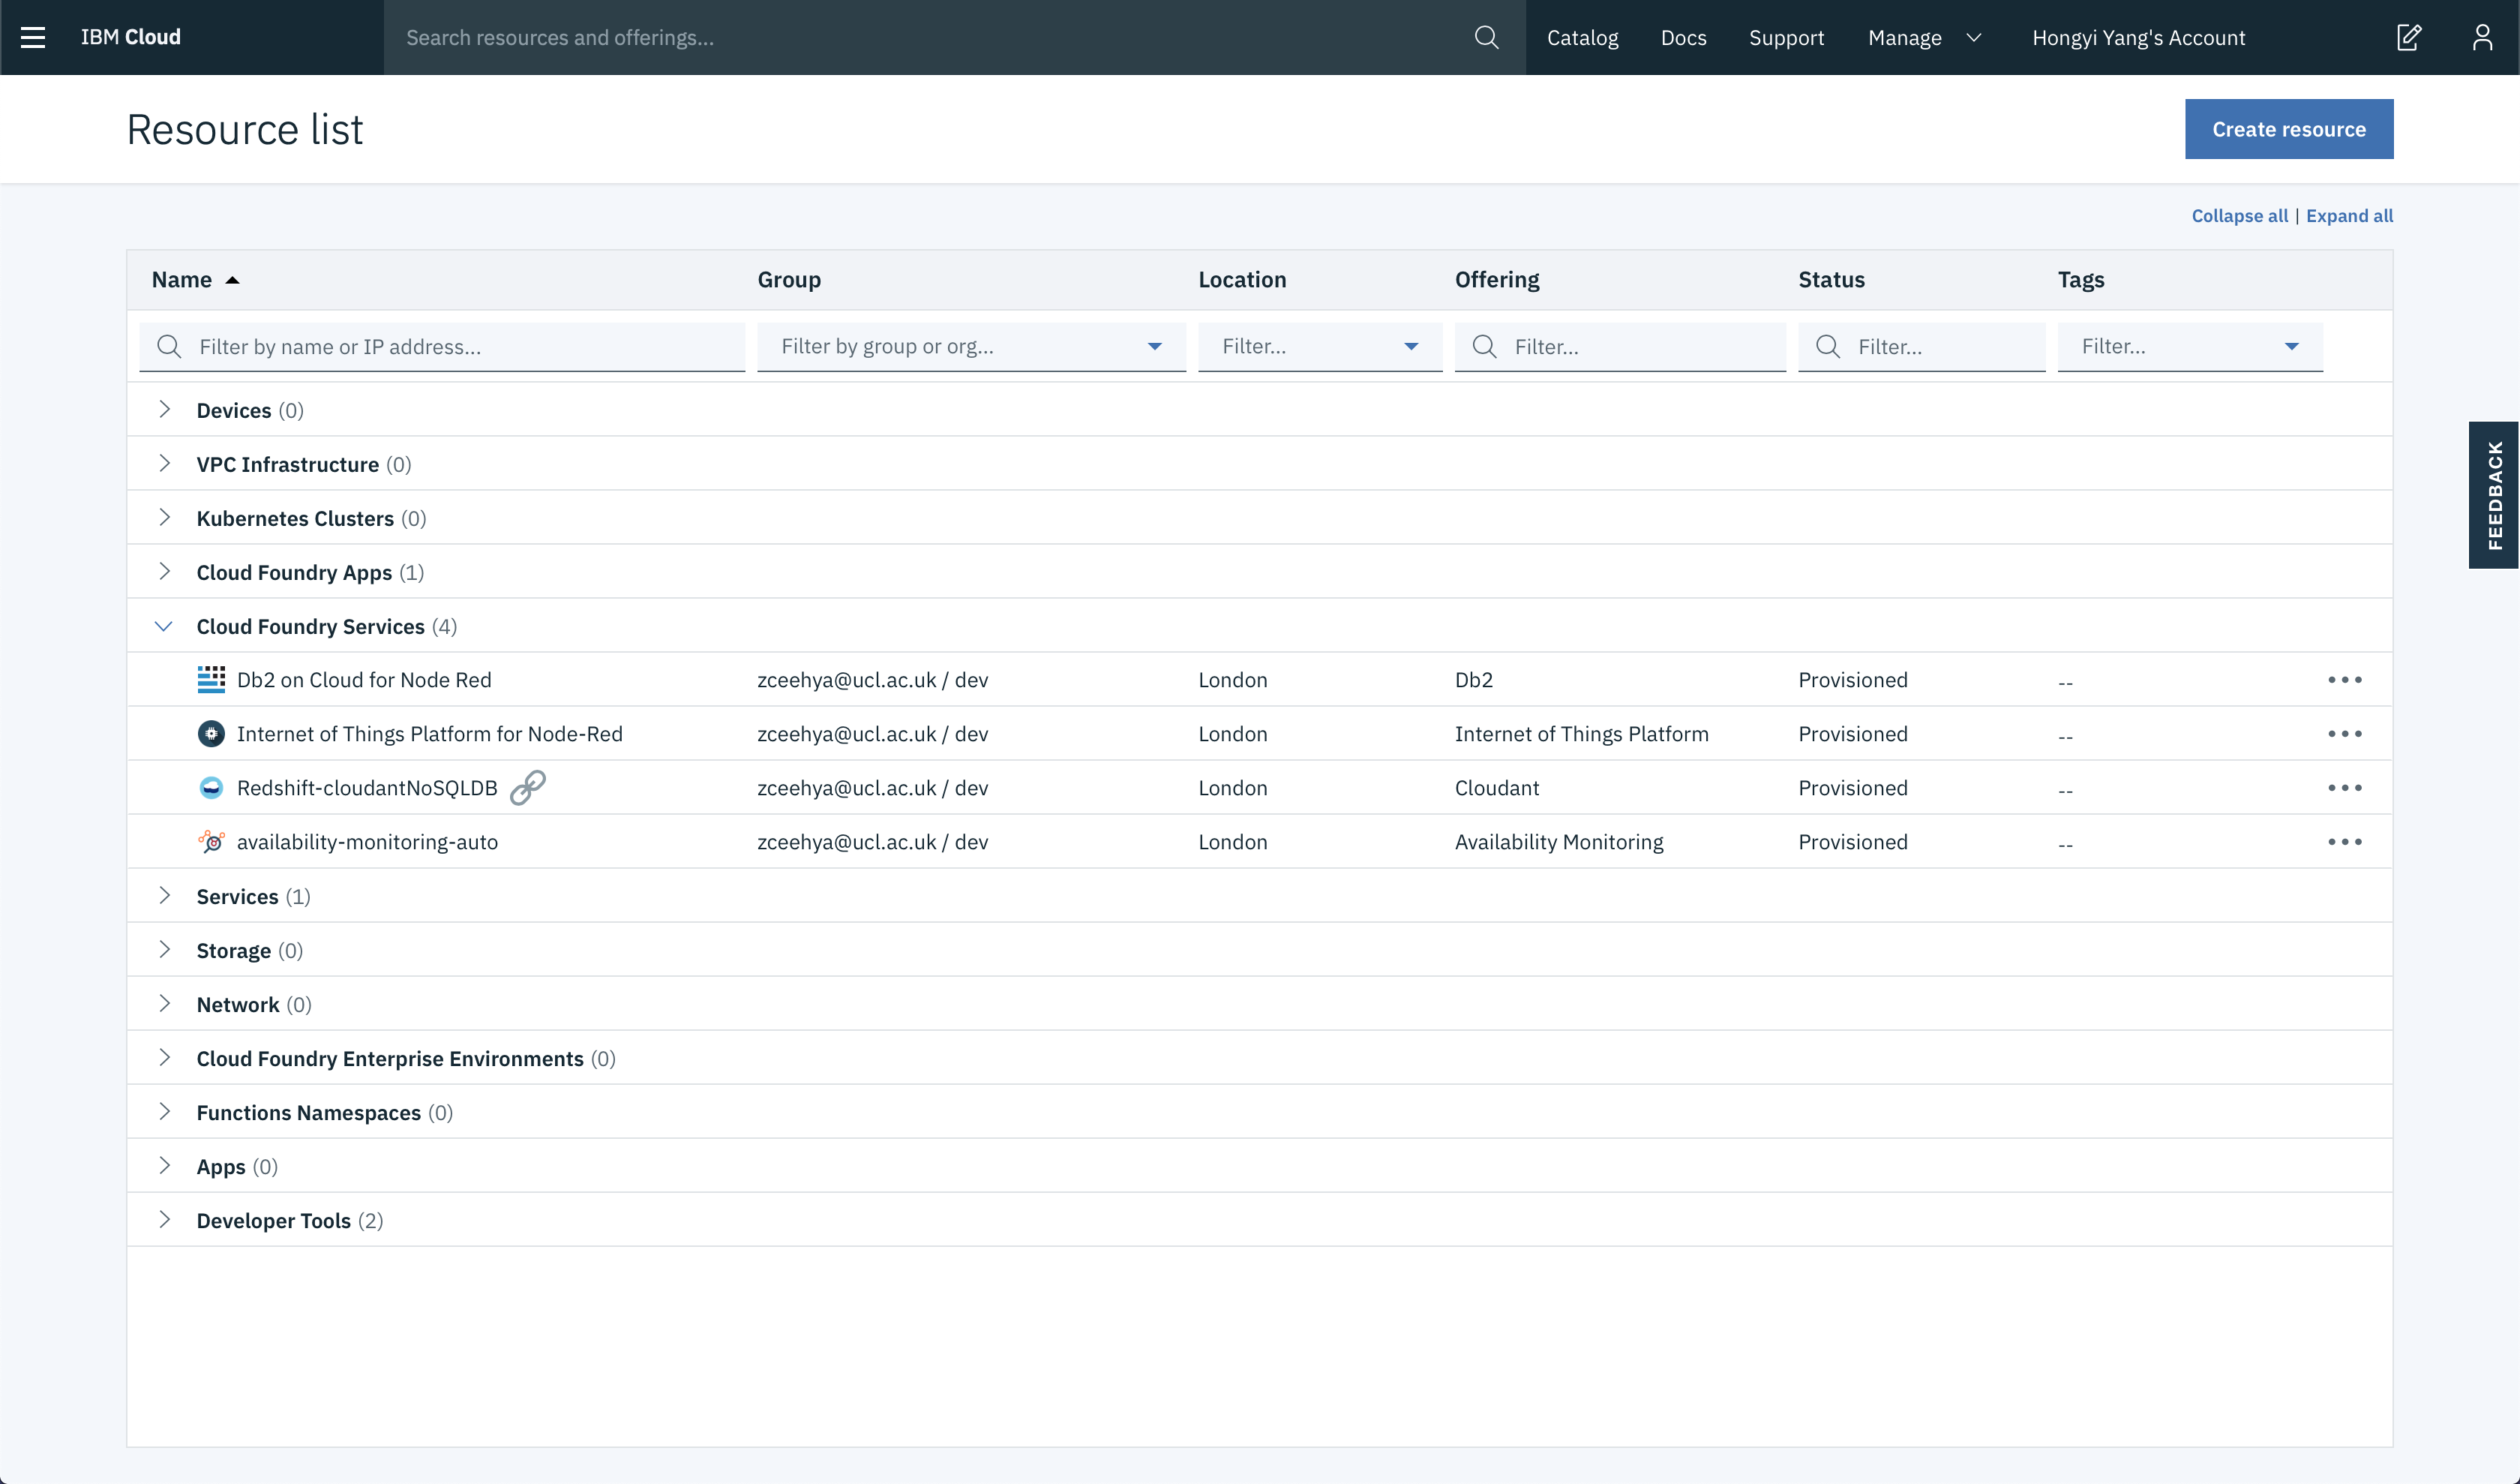 IBM Cloud Search resources and offerings... Catalog Docs Support Manage Hongyi Yang's Account
Resource list Create resource
Collapse all | Expand all
Name Group Location Offering Status Tags
Filter by name or IP address... Filter by group or org... Filter... Filter... Filter... Filter...
Devices (0)
VPC Infrastructure (0)
Kubernetes Clusters (0)
Cloud Foundry Apps (1)
Cloud Foundry Services (4)
Db2 on Cloud for Node Red zceehya@ucl.ac.uk / dev London Db2 Provisioned --
Internet of Things Platform for Node-Red zceehya@ucl.ac.uk / dev London Internet of Things Platform Provisioned --
Redshift-cloudantNoSQLDB zceehya@ucl.ac.uk / dev London Cloudant Provisioned --
availability-monitoring-auto zceehya@ucl.ac.uk / dev London Availability Monitoring Provisioned --
Services (1)
Storage (0)
Network (0)
Cloud Foundry Enterprise Environments (0)
Functions Namespaces (0)
Apps (0)
Developer Tools (2)
FEEDBACK